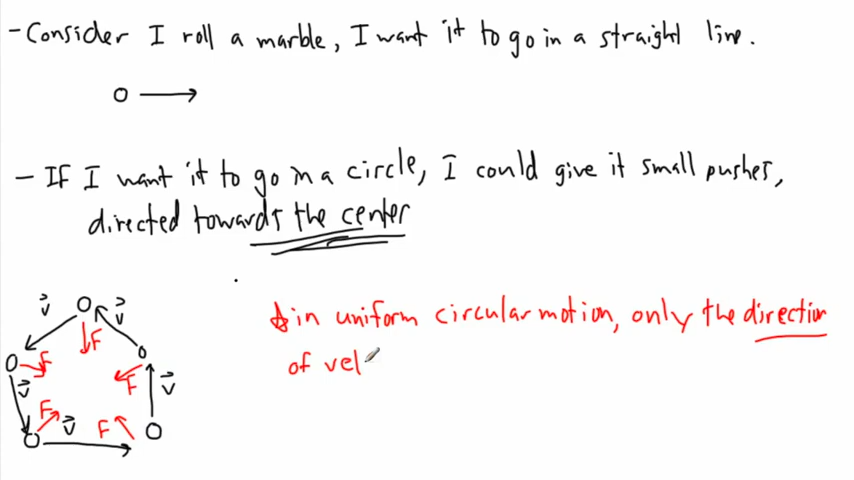 - Consider I roll a marble, I want it to go in a straight line.
- If I want it to go in a circle, I could give it small pushes,
directed towards the center
☆ in uniform circular motion, only the direction
of vel
v⃗
v⃗
F
F
F
v⃗
v⃗
F
v⃗
F